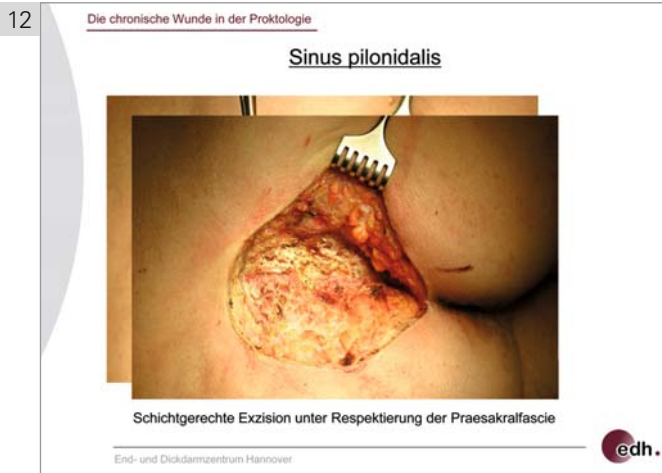 12
Die chronische Wunde in der Proktologie
Sinus pilonidalis
Schichtgerechte Exzision unter Respektierung der Praesakralfascie
End- und Dickdarmzentrum Hannover
edh.